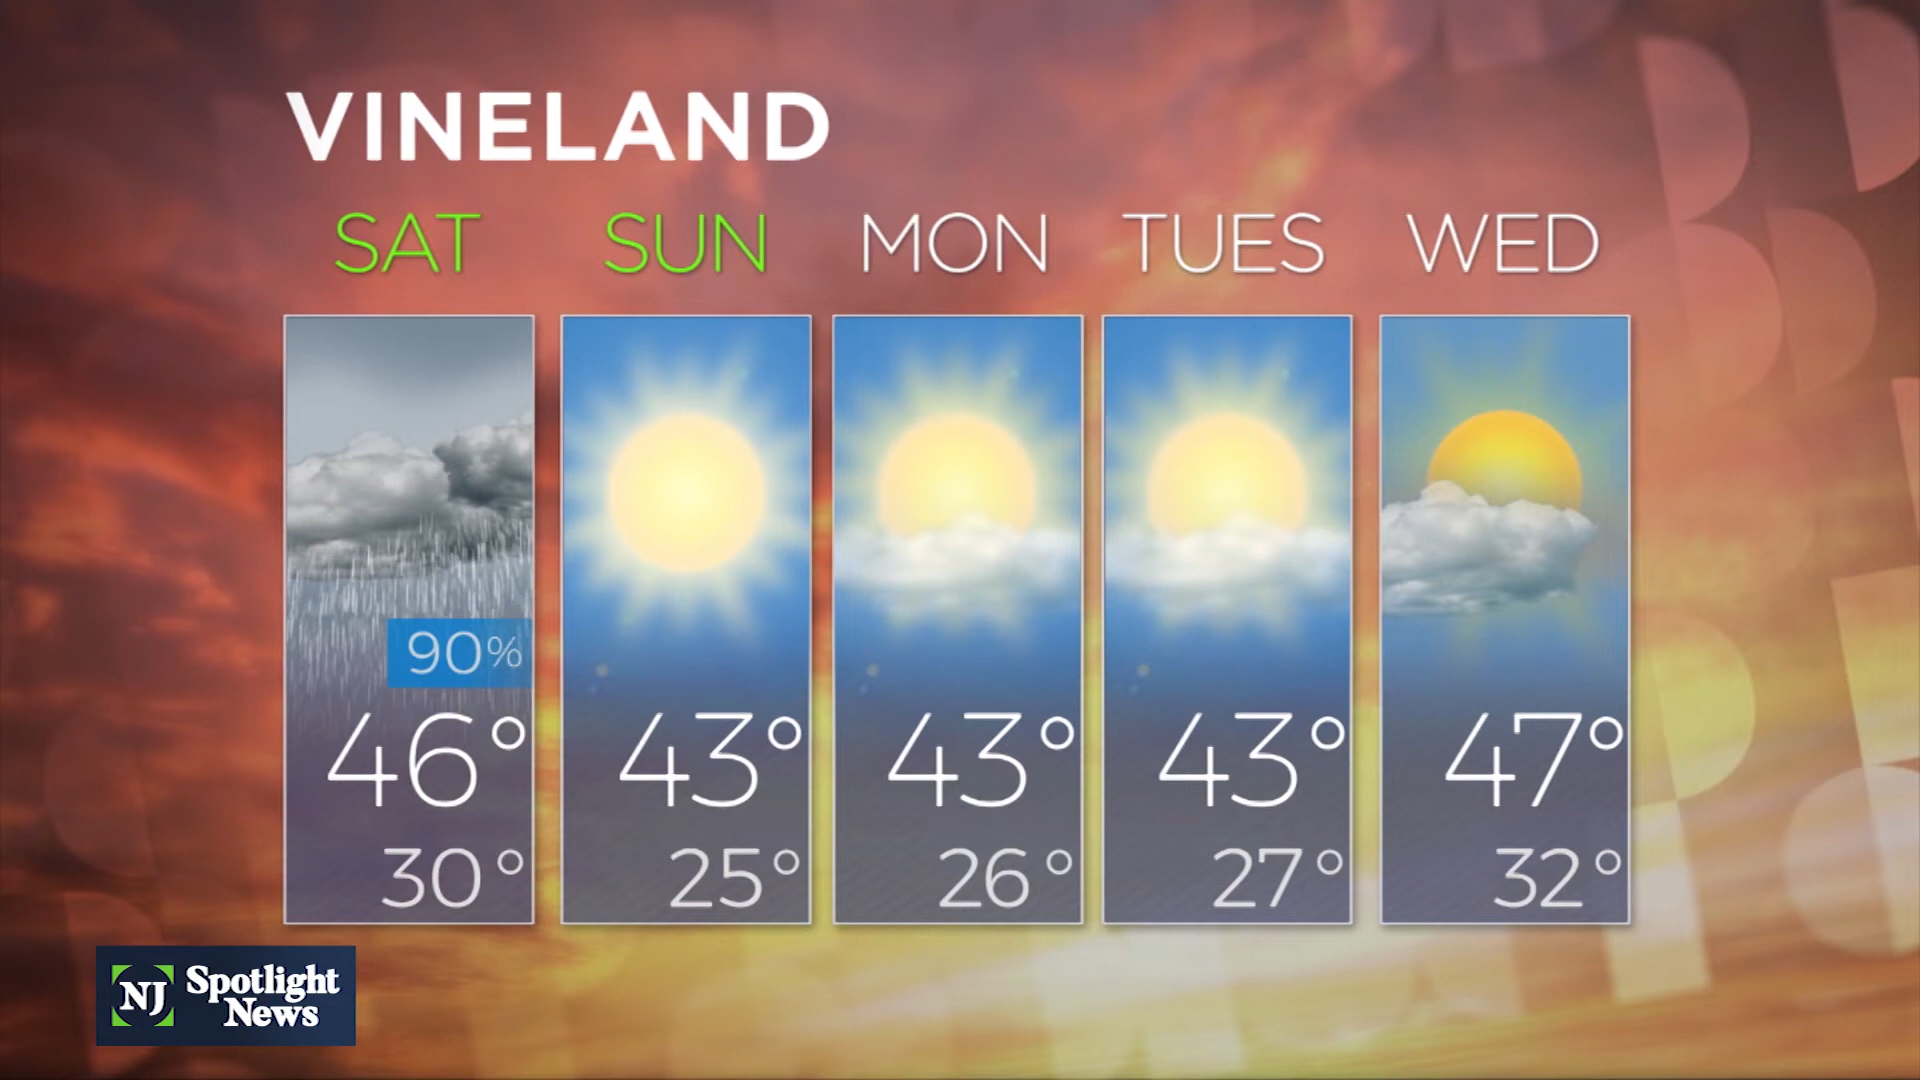 VINELAND
SAT SUN MON TUES WED
90%
46° 43° 43° 43° 47°
30° 25° 26° 27° 32°
NJ Spotlight
News